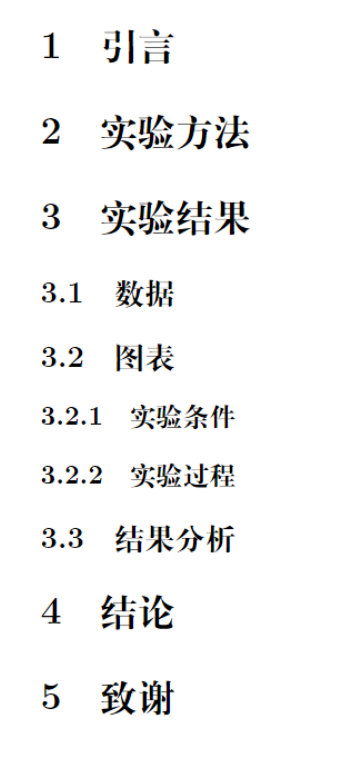 1 引言
2 实验方法
3 实验结果
3.1 数据
3.2 图表
3.2.1 实验条件
3.2.2 实验过程
3.3 结果分析
4 结论
5 致谢